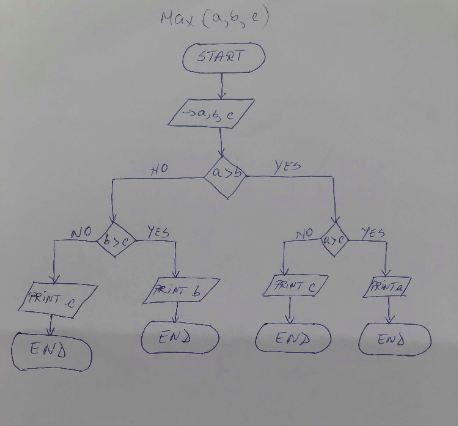 Max (a, b, c)
START
→ a, b, c
NO
a > b
YES
NO
b > c
YES
NO
a > c
YES
PRINT c
PRINT b
PRINT c
PRINT a
END
END
END
END